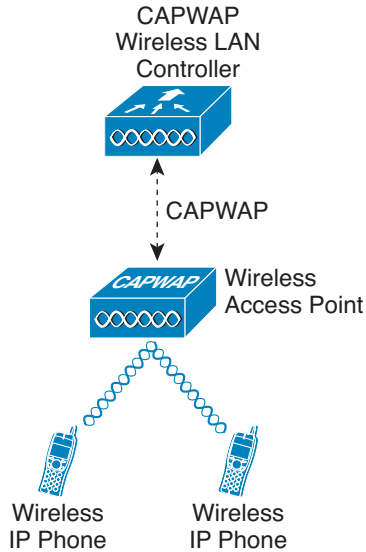 CAPWAP
Wireless LAN
Controller
CAPWAP
CAPWAP
Wireless
Access Point
Wireless
IP Phone
Wireless
IP Phone